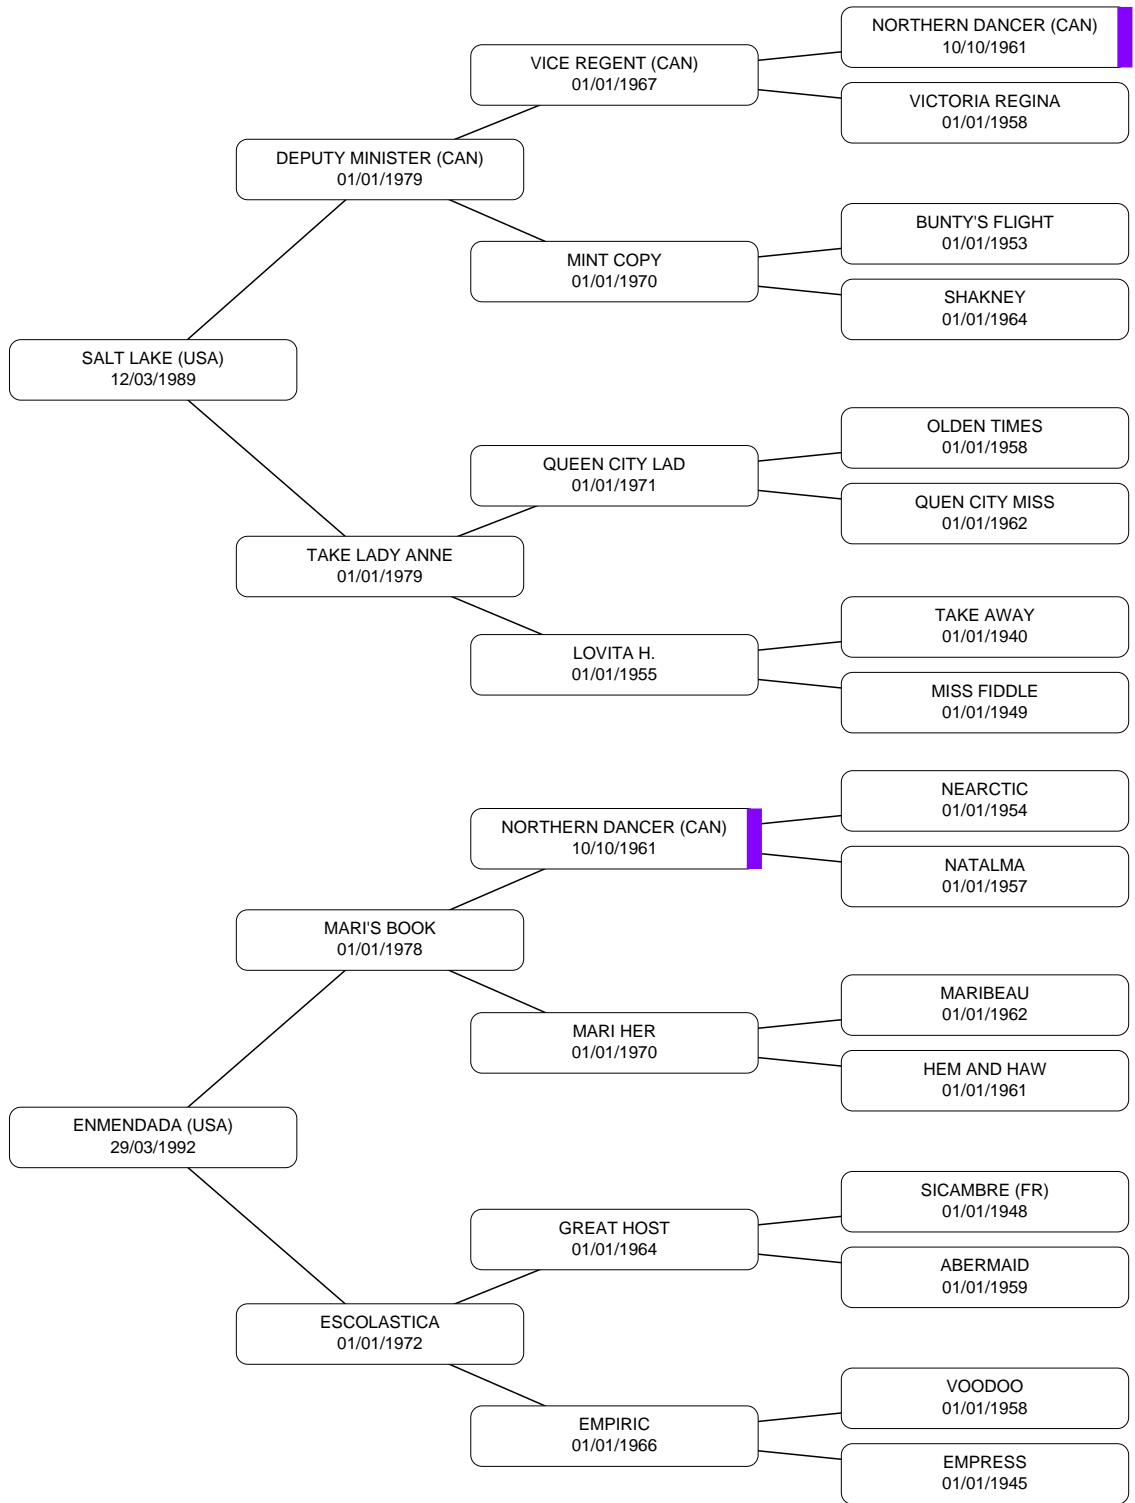 NORTHERN DANCER (CAN)
10/10/1961
VICE REGENT (CAN)
01/01/1967
VICTORIA REGINA
01/01/1958
DEPUTY MINISTER (CAN)
01/01/1979
BUNTY'S FLIGHT
01/01/1953
MINT COPY
01/01/1970
SHAKNEY
01/01/1964
SALT LAKE (USA)
12/03/1989
OLDEN TIMES
01/01/1958
QUEEN CITY LAD
01/01/1971
QUEN CITY MISS
01/01/1962
TAKE LADY ANNE
01/01/1979
TAKE AWAY
01/01/1940
LOVITA H.
01/01/1955
MISS FIDDLE
01/01/1949
NEARCTIC
01/01/1954
NORTHERN DANCER (CAN)
10/10/1961
NATALMA
01/01/1957
MARI'S BOOK
01/01/1978
MARIBEAU
01/01/1962
MARI HER
01/01/1970
HEM AND HAW
01/01/1961
ENMENDADA (USA)
29/03/1992
SICAMBRE (FR)
01/01/1948
GREAT HOST
01/01/1964
ABERMAID
01/01/1959
ESCOLASTICA
01/01/1972
VOODOO
01/01/1958
EMPIRIC
01/01/1966
EMPRESS
01/01/1945